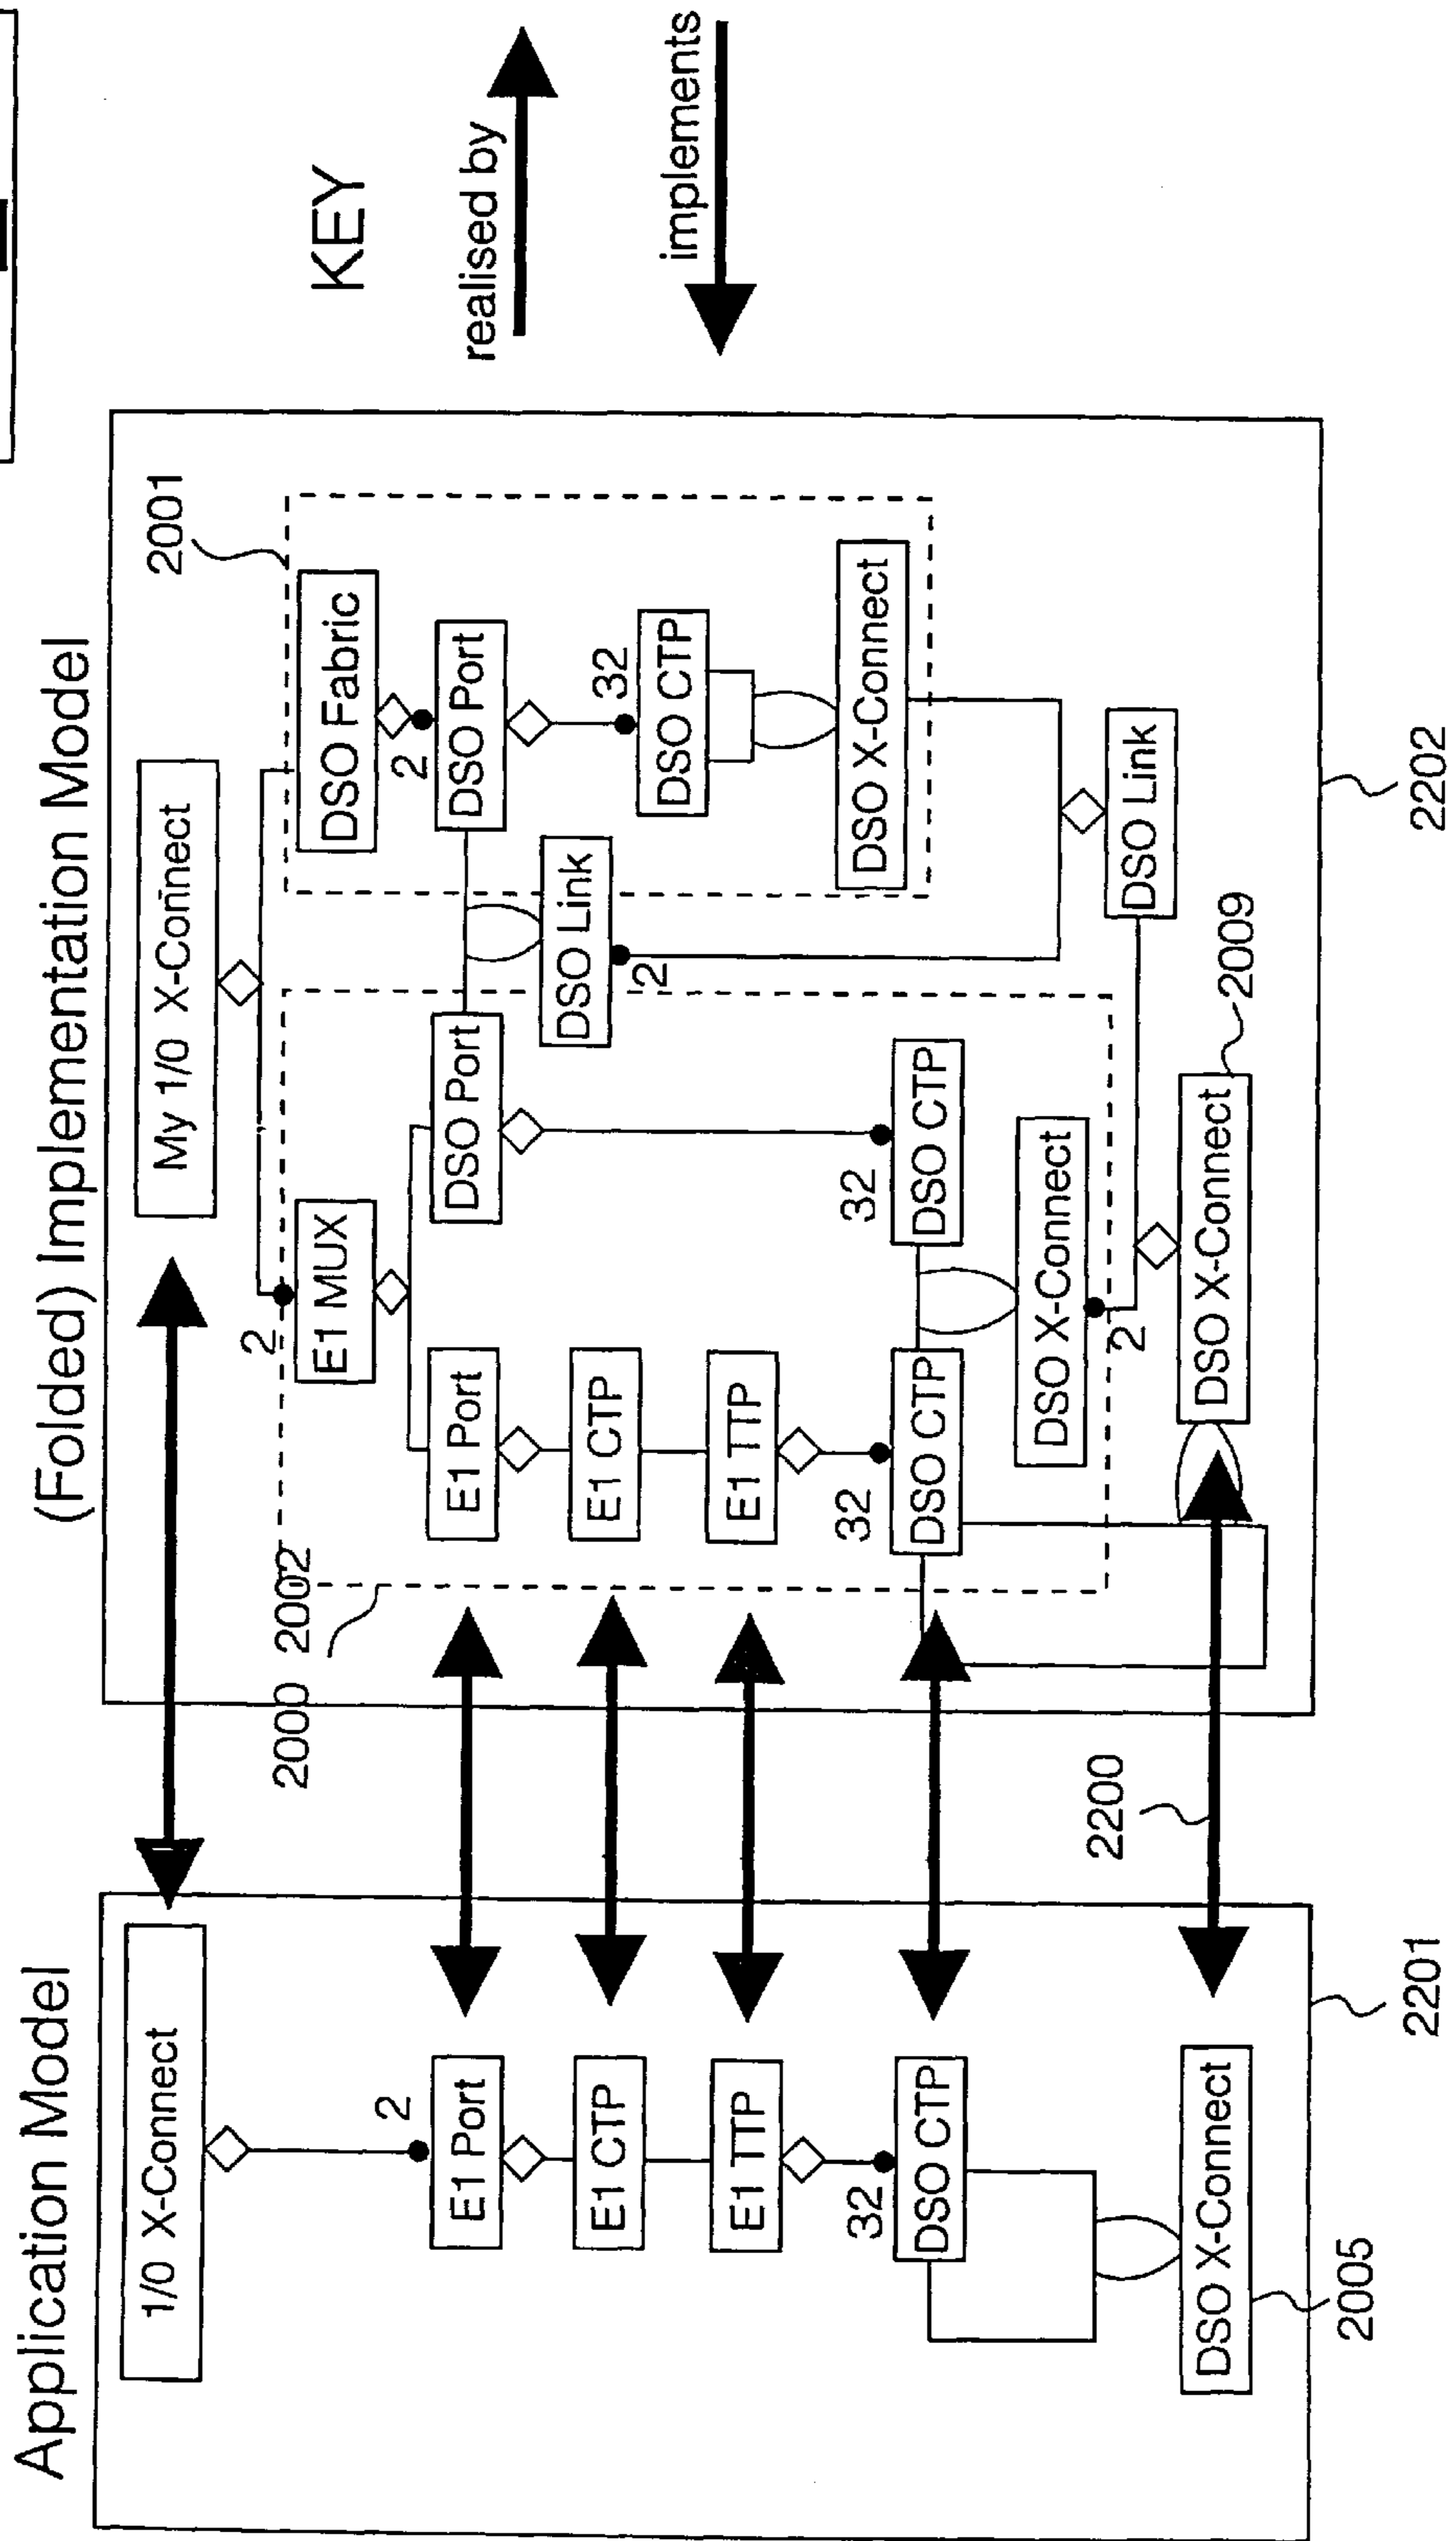 Application Model
1/0 X-Connect
2
E1 Port
E1 CTP
E1 TTP
32
DSO CTP
DSO X-Connect
2005
2201
2200
(Folded) Implementation Model
My 1/0 X-Connect
2000 2002
2
E1 MUX
E1 Port
E1 CTP
E1 TTP
32
DSO CTP
DSO Port
32
DSO CTP
DSO X-Connect
2
DSO X-Connect
2009
DSO Link
2
2001
DSO Fabric
2
DSO Port
32
DSO CTP
DSO X-Connect
DSO Link
2202
KEY
realised by
implements